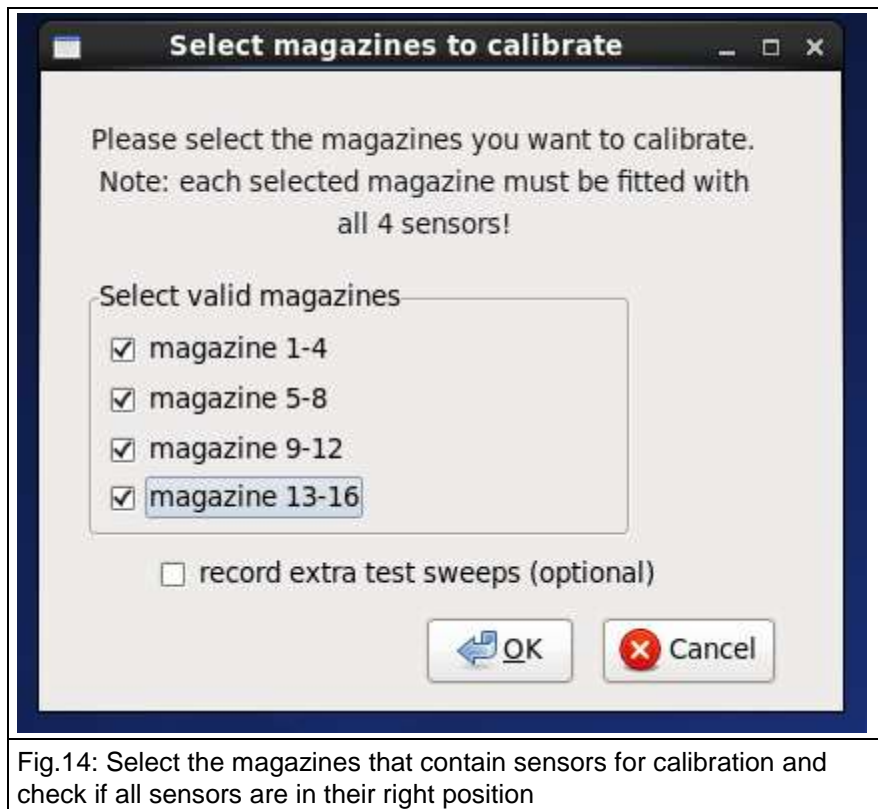 Select magazines to calibrate
Please select the magazines you want to calibrate.
Note: each selected magazine must be fitted with
all 4 sensors!
Select valid magazines
magazine 1-4
magazine 5-8
magazine 9-12
magazine 13-16
record extra test sweeps (optional)
OK
Cancel
Fig.14: Select the magazines that contain sensors for calibration and
check if all sensors are in their right position